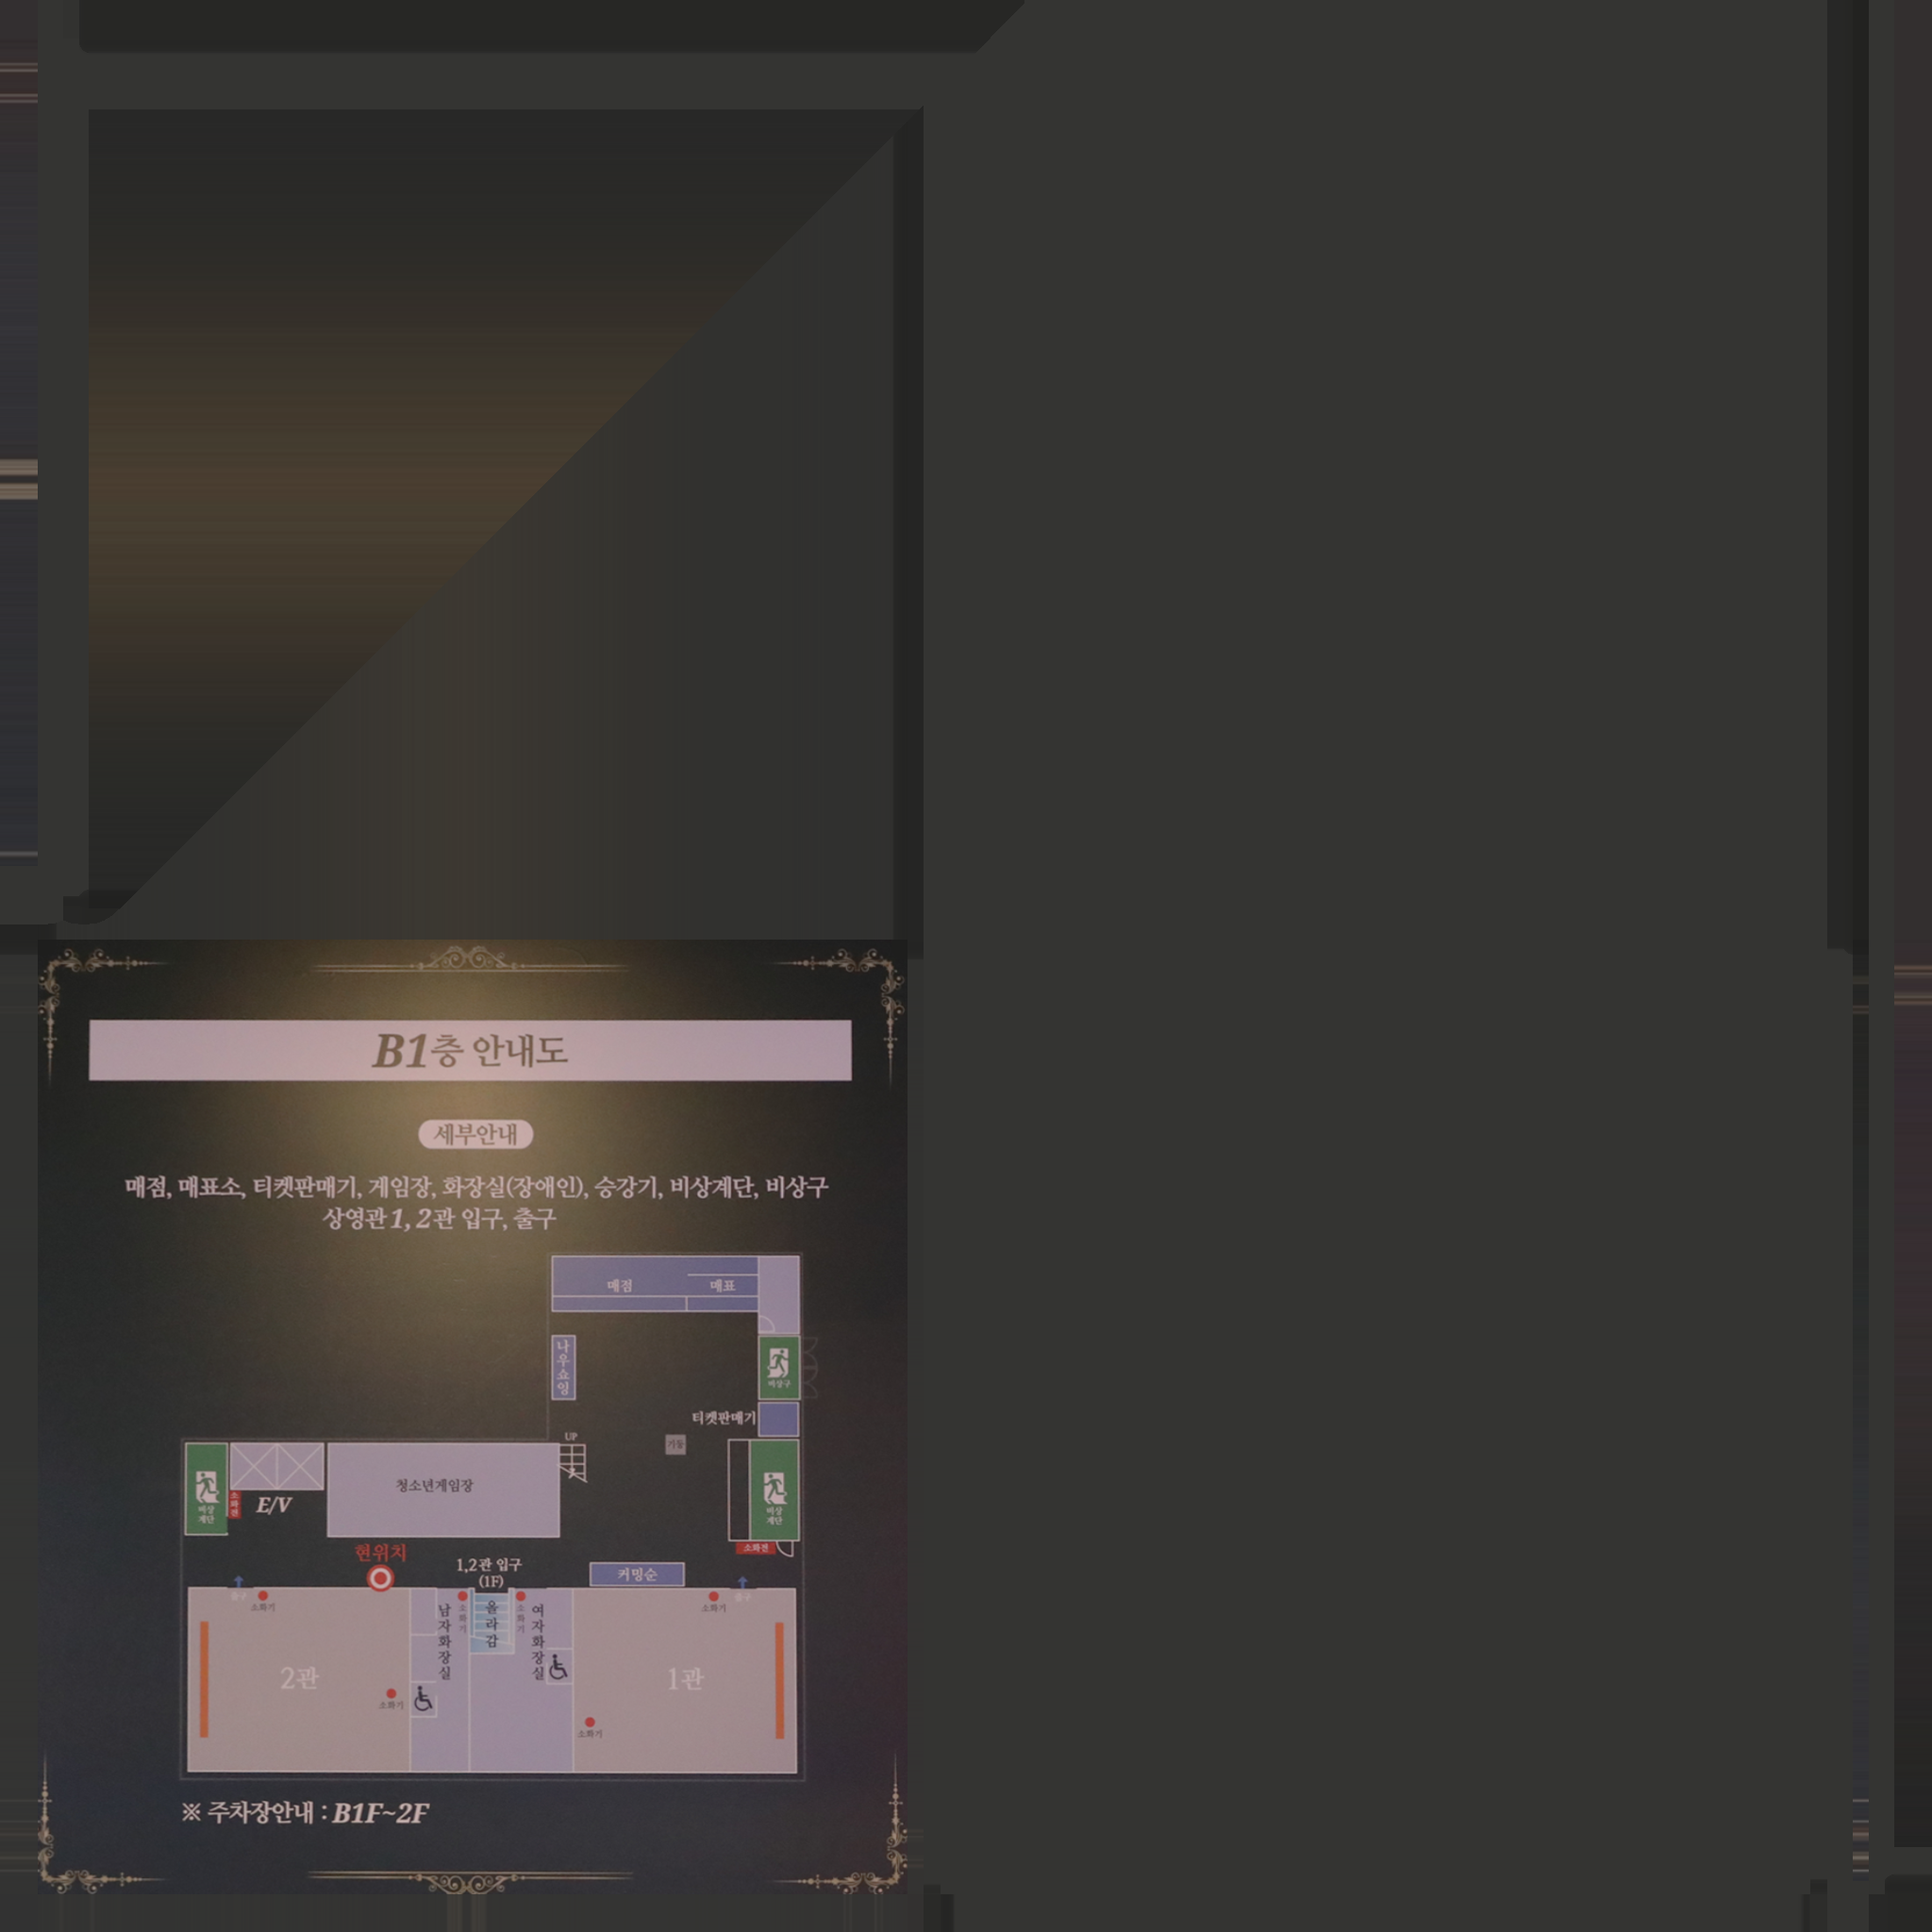 B1층 안내도
세부안내
매점, 매표소, 티켓판매기, 게임장, 화장실(장애인), 승강기, 비상계단, 비상구
상영관 1, 2관 입구, 출구
매점
매표
나우쇼잉
비상구
티켓판매기
UP
기둥
청소년게임장
비상
계단
소화전
E/V
비상
계단
소화전
현위치
1,2관 입구
(1F)
커밍순
출구
소화기
남자화장실
소화기
올라감
소화기
여자화장실
소화기
출구
2관
1관
소화기
소화기
※ 주차장안내 : B1F~2F